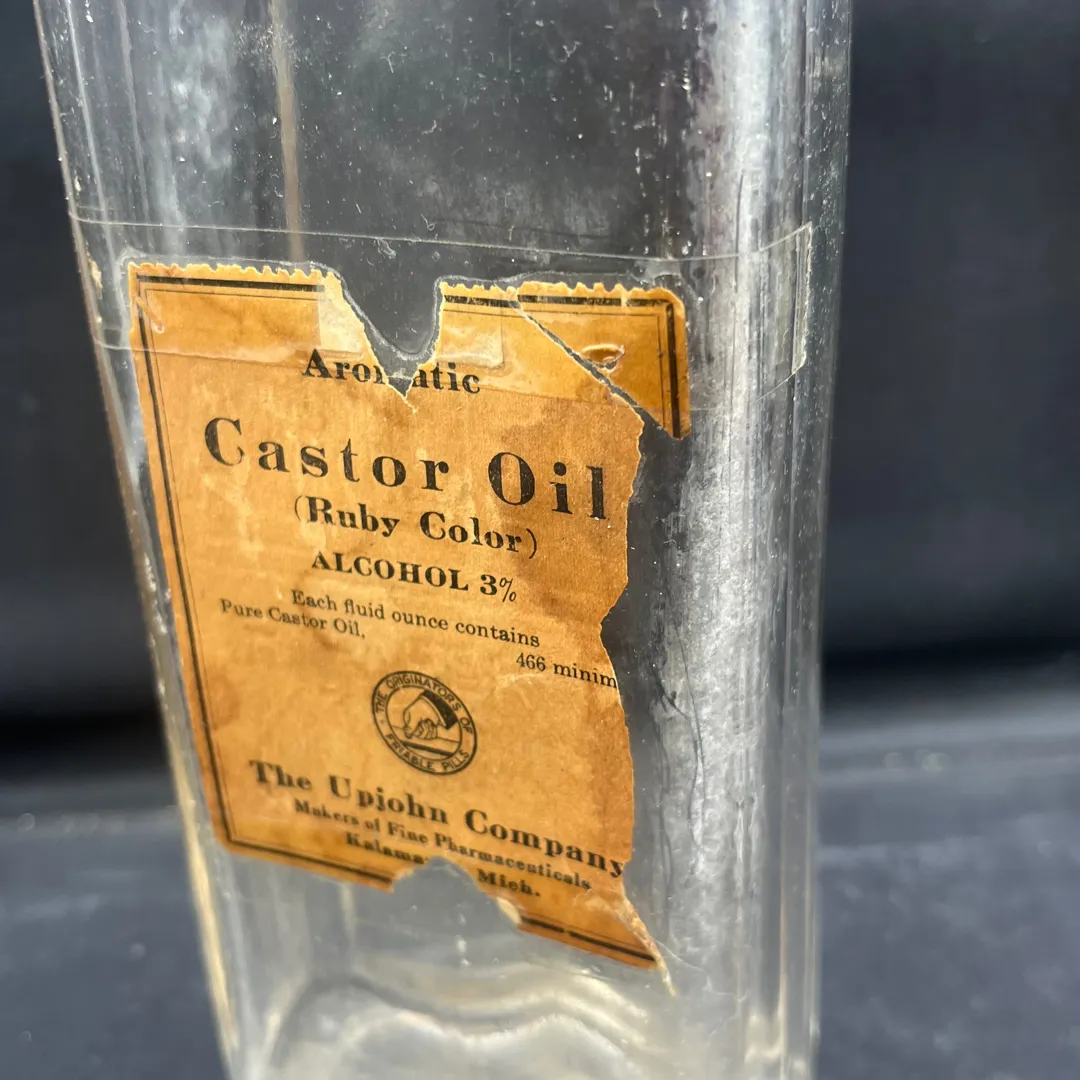 Aromatic
Castor Oil
(Ruby Color)
ALCOHOL 3%
Each fluid ounce contains
Pure Castor Oil,
466 minim
THE ORIGINATORS OF
FRIABLE PILLS
The Upjohn Company
Makers of Fine Pharmaceuticals
Kalama Mich.